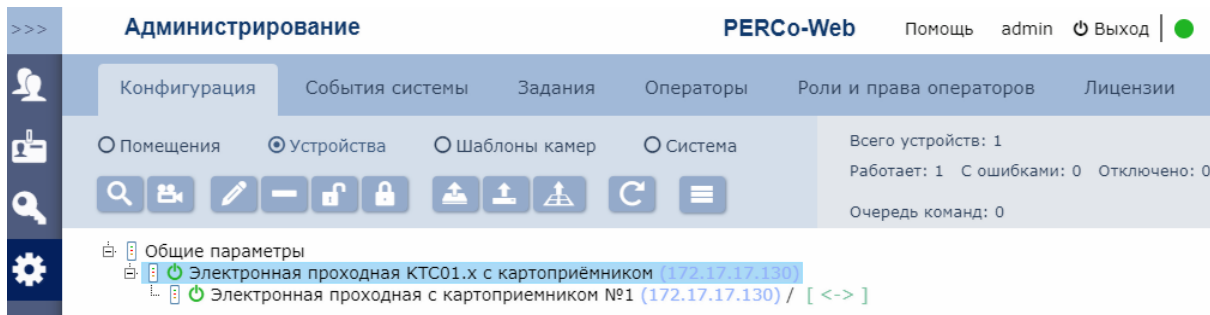 >>> Администрирование PERCo-Web Помощь admin Выход
Конфигурация События системы Задания Операторы Роли и права операторов Лицензии
Помещения Устройства Шаблоны камер Система
Всего устройств: 1
Работает: 1 С ошибками: 0 Отключено: 0
Очередь команд: 0
Общие параметры
Электронная проходная KTC01.x с картоприёмником (172.17.17.130)
Электронная проходная с картоприемником №1 (172.17.17.130) / [ <-> ]